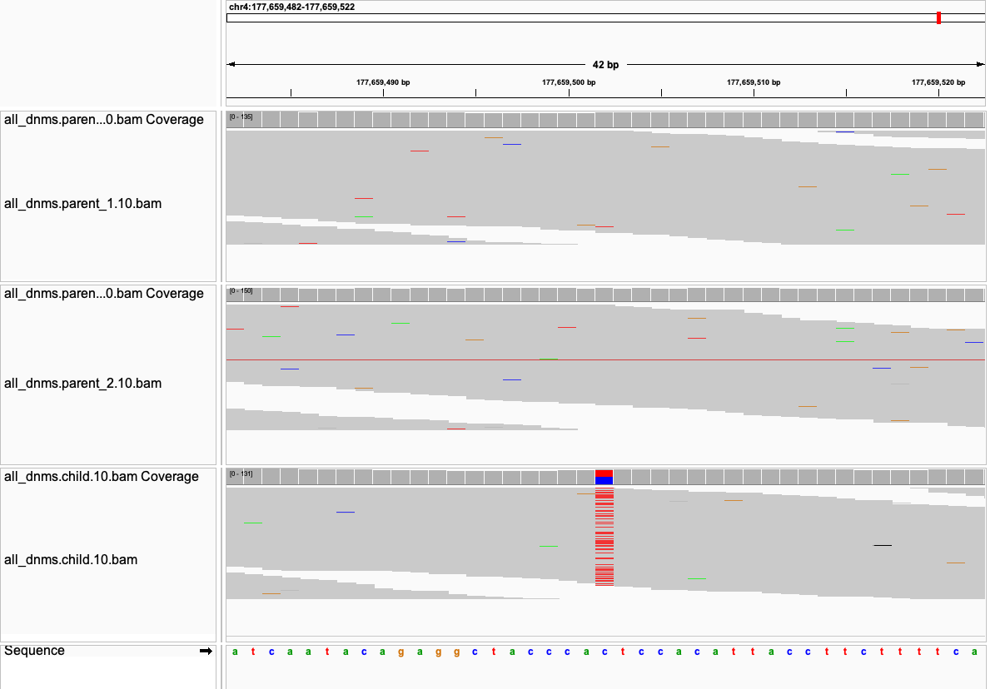 chr4:177,659,482-177,659,522
42 bp
177,659,490 bp 177,659,500 bp 177,659,510 bp 177,659,520 bp
all_dnms.paren...0.bam Coverage
[0 - 135]
all_dnms.parent_1.10.bam
all_dnms.paren...0.bam Coverage
[0 - 150]
all_dnms.parent_2.10.bam
all_dnms.child.10.bam Coverage
[0 - 131]
all_dnms.child.10.bam
Sequence
a t c a a t a c a g a g g c t a c c c a c t c c a c a t t a c c t t c t t t t c a